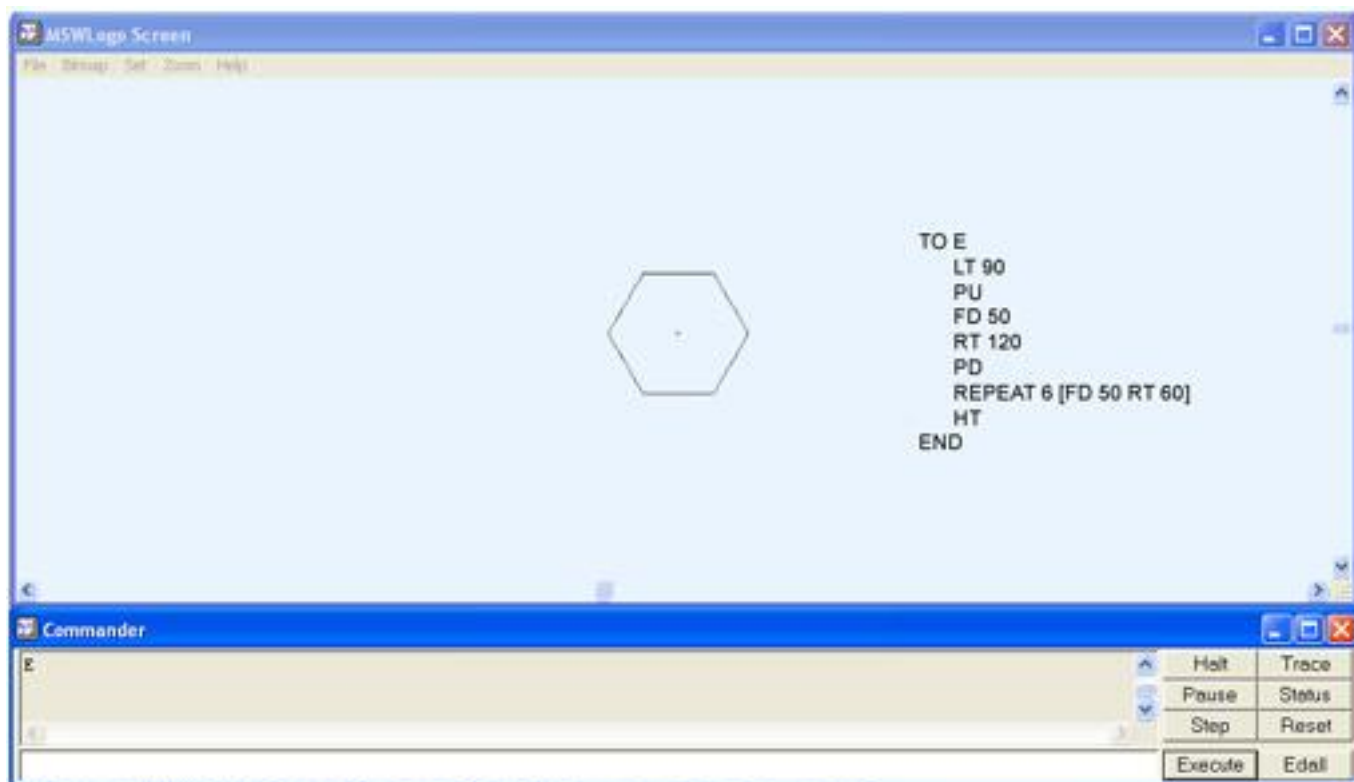 MSWLogo Screen
File Bitmap Set Zoom Help
TO E
LT 90
PU
FD 50
RT 120
PD
REPEAT 6 [FD 50 RT 60]
HT
END
Commander
E
Halt Trace
Pause Status
Step Reset
Execute Edall